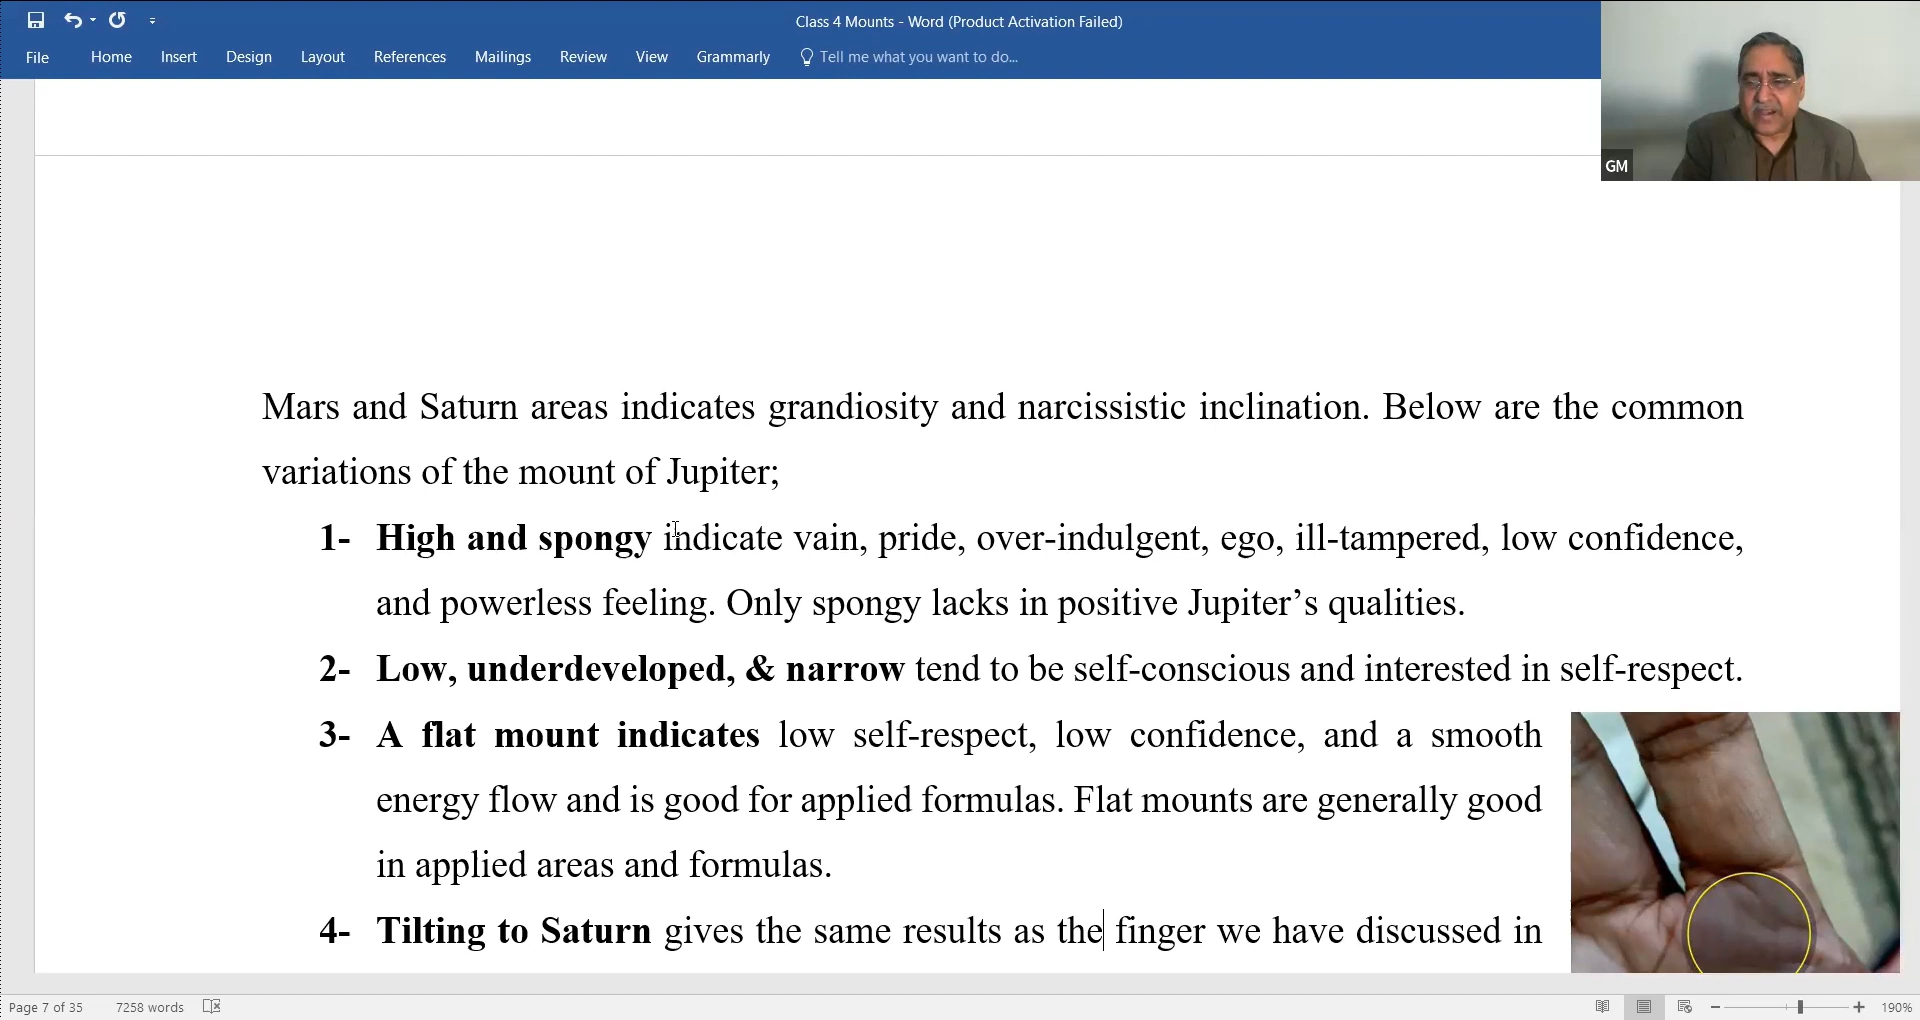 Class 4 Mounts - Word (Product Activation Failed)
File Home Insert Design Layout References Mailings Review View Grammarly Tell me what you want to do...
GM
Mars and Saturn areas indicates grandiosity and narcissistic inclination. Below are the common
variations of the mount of Jupiter;
1- High and spongy indicate vain, pride, over-indulgent, ego, ill-tampered, low confidence,
and powerless feeling. Only spongy lacks in positive Jupiter’s qualities.
2- Low, underdeveloped, & narrow tend to be self-conscious and interested in self-respect.
3- A flat mount indicates low self-respect, low confidence, and a smooth
energy flow and is good for applied formulas. Flat mounts are generally good
in applied areas and formulas.
4- Tilting to Saturn gives the same results as the finger we have discussed in
Page 7 of 35 7258 words 190%